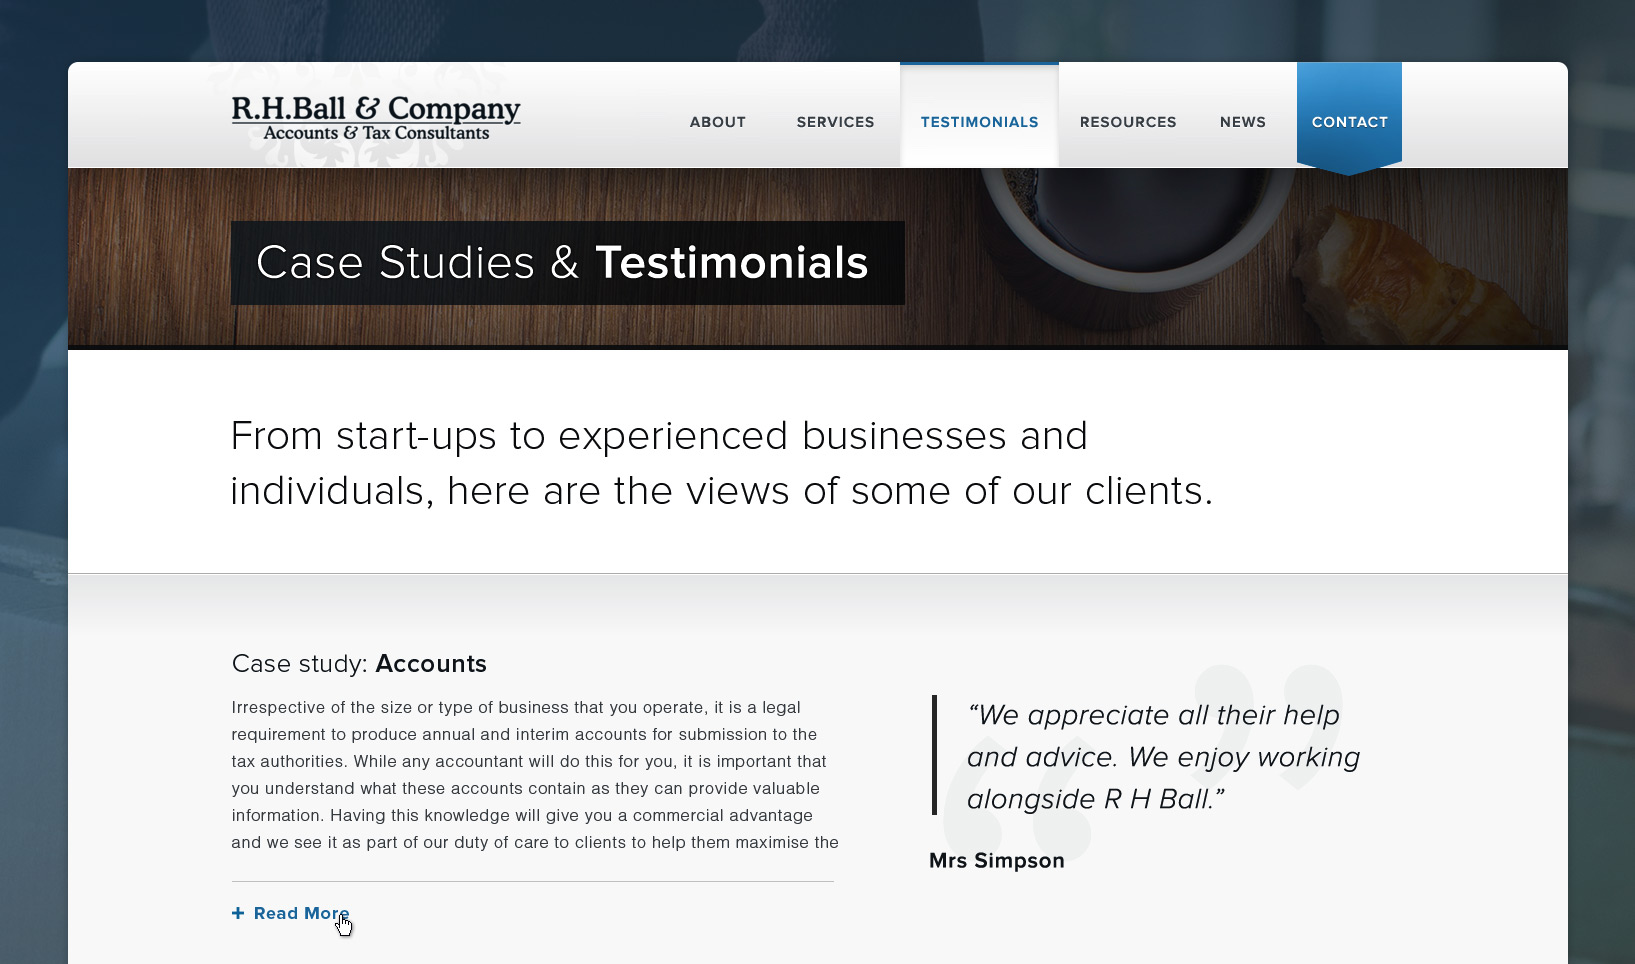 R.H.Ball & Company
Accounts & Tax Consultants
ABOUT
SERVICES
TESTIMONIALS
RESOURCES
NEWS
CONTACT
Case Studies & Testimonials
From start-ups to experienced businesses and
individuals, here are the views of some of our clients.
Case study: Accounts
Irrespective of the size or type of business that you operate, it is a legal
requirement to produce annual and interim accounts for submission to the
tax authorities. While any accountant will do this for you, it is important that
you understand what these accounts contain as they can provide valuable
information. Having this knowledge will give you a commercial advantage
and we see it as part of our duty of care to clients to help them maximise the
+ Read More
“We appreciate all their help
and advice. We enjoy working
alongside R H Ball.”
Mrs Simpson